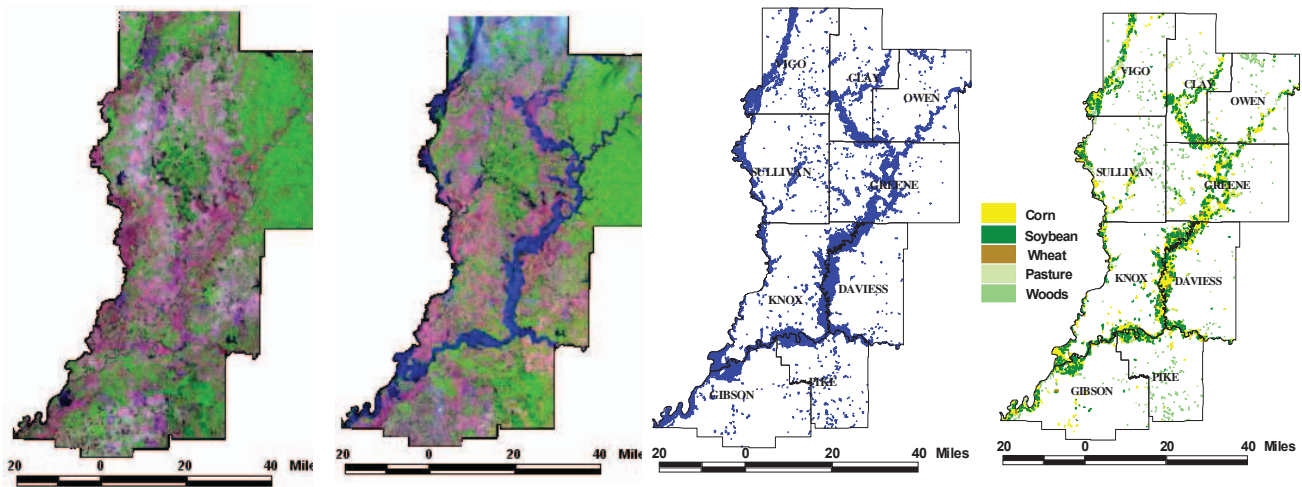 20 0 20 40 Mile
20 0 20 40 Miles
VIGO
CLAY
OWEN
SULLIVAN
GREENE
KNOX
DAVIESS
GIBSON
PIKE
20 0 20 40 Miles
VIGO
CLAY
OWEN
SULLIVAN
GREENE
Corn
Soybean
Wheat
Pasture
Woods
KNOX
DAVIESS
GIBSON
PIKE
20 0 20 40 Miles